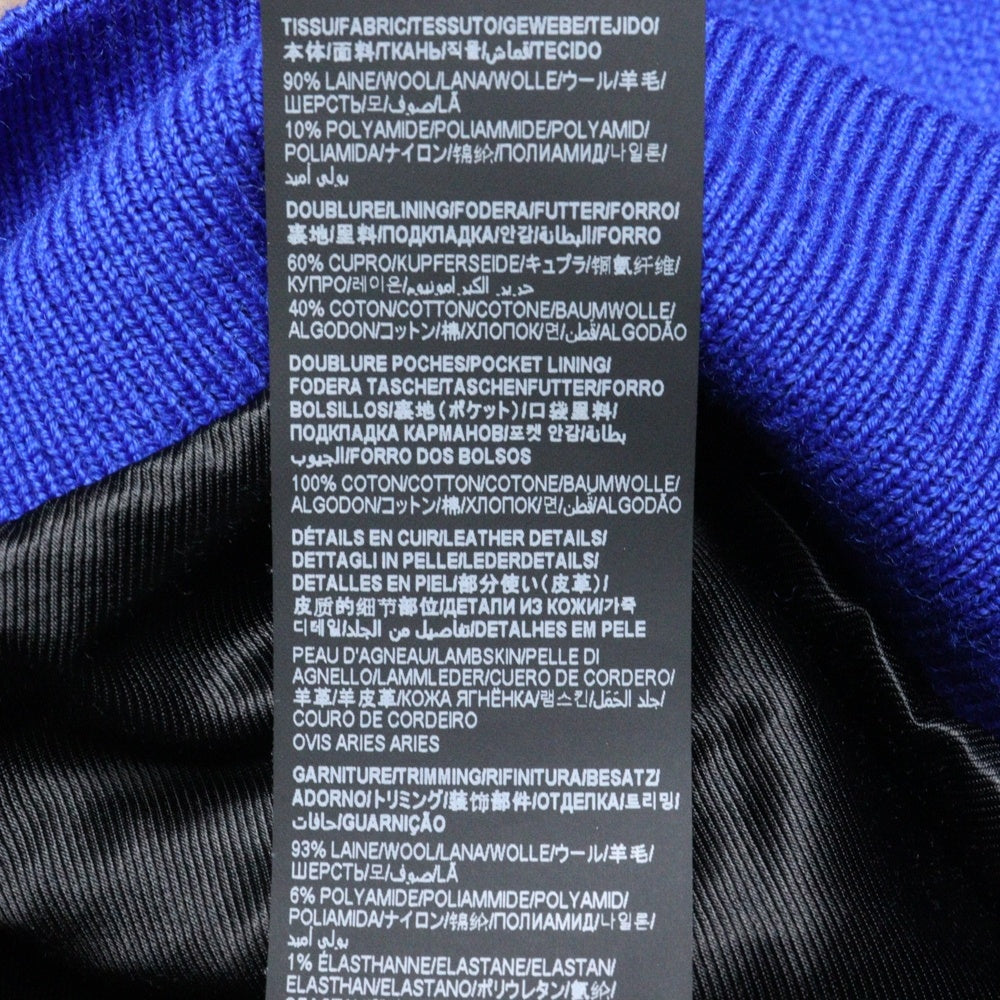 TISSU/FABRIC/TESSUTO/GEWEBE/TEJIDO/
本体/面料/ТКАНЬ/직물/قماش/TECIDO
90% LAINE/WOOL/LANA/WOLLE/ウール/羊毛/
ШЕРСТЬ/모/صوف/LÃ
10% POLYAMIDE/POLIAMMIDE/POLYAMID/
POLIAMIDA/ナイロン/锦纶/ПОЛИАМИД/나일론/
بولي أميد
DOUBLURE/LINING/FODERA/FUTTER/FORRO/
裏地/里料/ПОДКЛАДКА/안감/البطانة/FORRO
60% CUPRO/KUPFERSEIDE/キュプラ/铜氨纤维/
КУПРО/레이온/حرير الكبر أمونيوم
40% COTON/COTTON/COTONE/BAUMWOLLE/
ALGODON/コットン/棉/ХЛОПОК/면/قطن/ALGODÃO
DOUBLURE POCHES/POCKET LINING/
FODERA TASCHE/TASCHENFUTTER/FORRO
BOLSILLOS/裏地(ポケット)/口袋里料/
ПОДКЛАДКА КАРМАНОВ/포켓 안감/بطانة
الجيوب/FORRO DOS BOLSOS
100% COTON/COTTON/COTONE/BAUMWOLLE/
ALGODON/コットン/棉/ХЛОПОК/면/قطن/ALGODÃO
DÉTAILS EN CUIR/LEATHER DETAILS/
DETTAGLI IN PELLE/LEDERDETAILS/
DETALLES EN PIEL/部分使い(皮革)/
皮质的细节部位/ДЕТАЛИ ИЗ КОЖИ/가죽
디테일/تفاصيل من الجلد/DETALHES EM PELE
PEAU D'AGNEAU/LAMBSKIN/PELLE DI
AGNELLO/LAMMLEDER/CUERO DE CORDERO/
羊革/羊皮革/КОЖА ЯГНЁНКА/램스킨/جلد الحَمَل/
COURO DE CORDEIRO
OVIS ARIES ARIES
GARNITURE/TRIMMING/RIFINITURA/BESATZ/
ADORNO/トリミング/装饰部件/ОТДЕЛКА/트리밍/
حافات/GUARNIÇÃO
93% LAINE/WOOL/LANA/WOLLE/ウール/羊毛/
ШЕРСТЬ/모/صوف/LÃ
6% POLYAMIDE/POLIAMMIDE/POLYAMID/
POLIAMIDA/ナイロン/锦纶/ПОЛИАМИД/나일론/
بولي أميد
1% ÉLASTHANNE/ELASTANE/ELASTAN/
ELASTHAN/ELASTANO/ポリウレタン/氨纶/